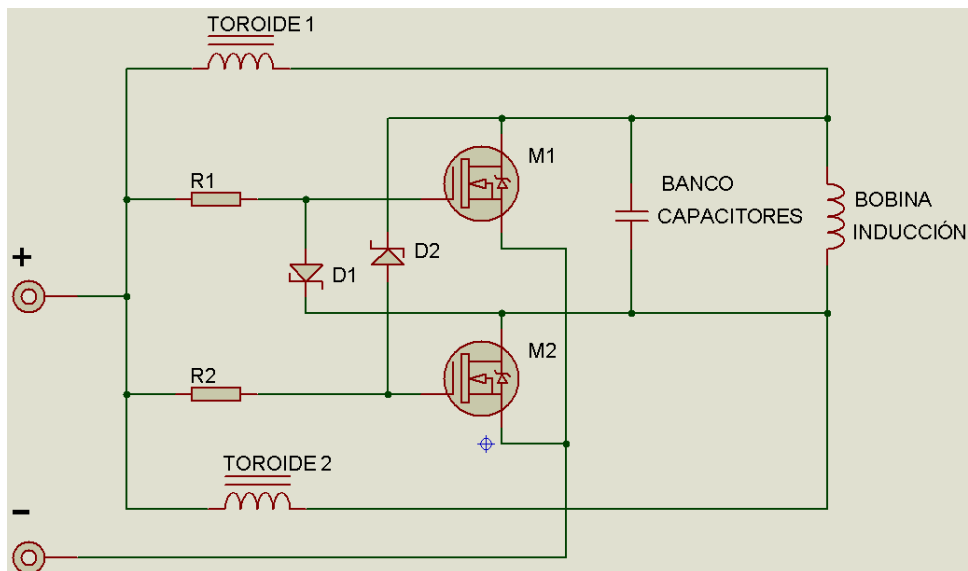 TOROIDE 1
M1
R1
BANCO
CAPACITORES
BOBINA
INDUCCIÓN
+
D2
D1
M2
R2
TOROIDE 2
-